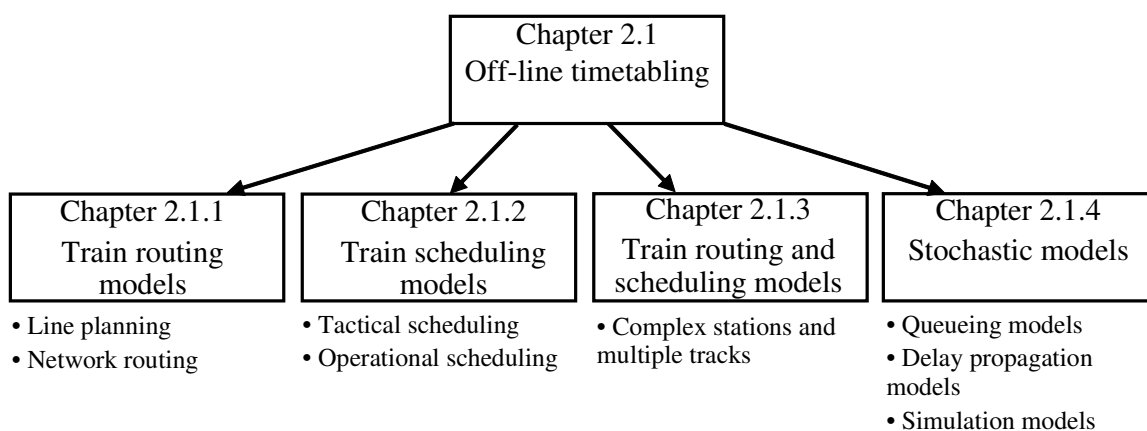 Chapter 2.1
Off-line timetabling
Chapter 2.1.1
Train routing
models
• Line planning
• Network routing
Chapter 2.1.2
Train scheduling
models
• Tactical scheduling
• Operational scheduling
Chapter 2.1.3
Train routing and
scheduling models
• Complex stations and
multiple tracks
Chapter 2.1.4
Stochastic models
• Queueing models
• Delay propagation
models
• Simulation models